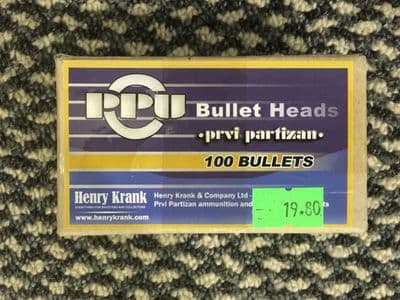 PPU
Bullet Heads
•prvi partizan•
100 BULLETS
Henry Krank
Henry Krank & Company Ltd -
Prvi Partizan ammunition and
www.henrykrank.com
19.80